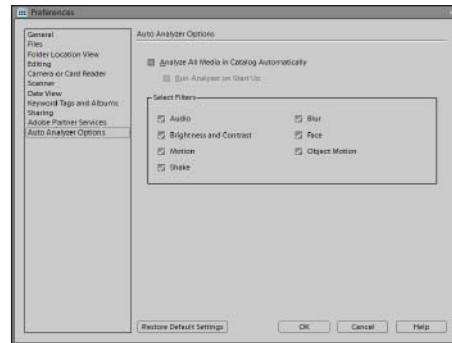 Preferences
General
Files
Folder Location View
Editing
Camera or Card Reader
Scanner
Date View
Keyword Tags and Albums
Sharing
Adobe Partner Services
Auto Analyzer Options
Auto Analyzer Options
Analyze All Media in Catalog Automatically
Run Analyzer on Start Up
Select Filters
Audio
Blur
Brightness and Contrast
Face
Motion
Object Motion
Shake
Restore Default Settings
OK
Cancel
Help